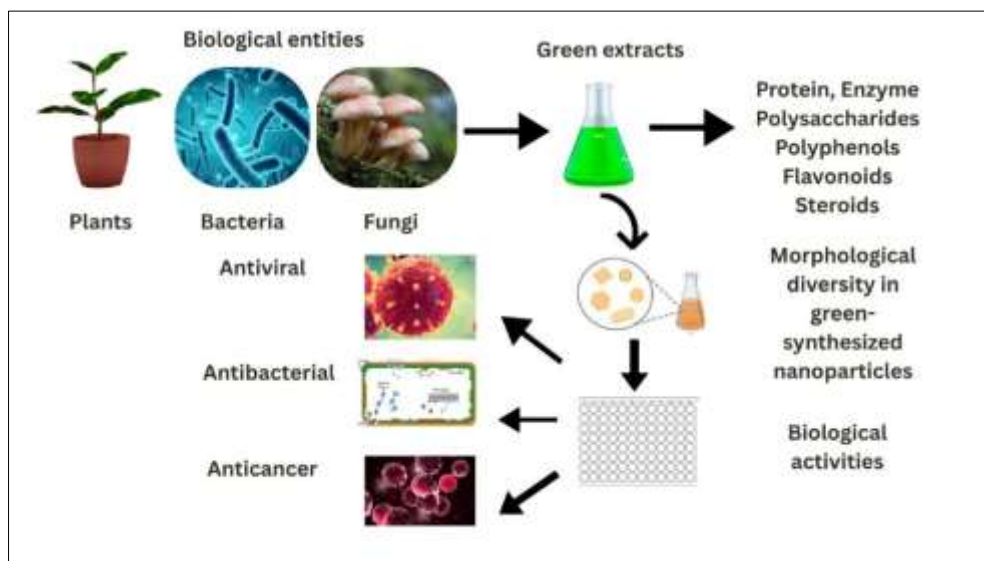 Biological entities
Green extracts
Protein, Enzyme
Polysaccharides
Polyphenols
Flavonoids
Steroids
Plants
Bacteria
Fungi
Antiviral
Morphological
diversity in
green-
synthesized
nanoparticles
Antibacterial
Biological
activities
Anticancer